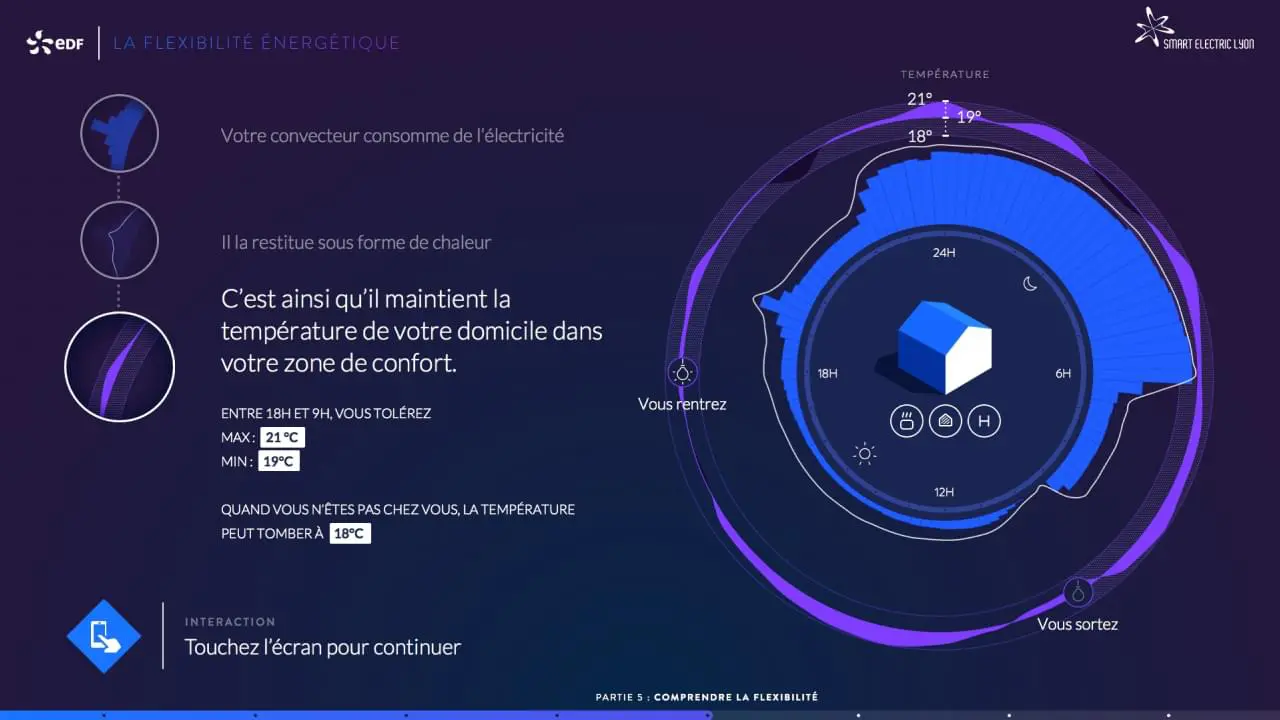 eDF
LA FLEXIBILITÉ ÉNERGÉTIQUE
SMART ELECTRIC LYON
Votre convecteur consomme de l'électricité
Il la restitue sous forme de chaleur
C'est ainsi qu'il maintient la
température de votre domicile dans
votre zone de confort.
ENTRE 18H ET 9H, VOUS TOLÉREZ
MAX : 21 °C
MIN : 19°C
QUAND VOUS N'ÊTES PAS CHEZ VOUS, LA TEMPÉRATURE
PEUT TOMBER À 18°C
INTERACTION
Touchez l'écran pour continuer
TEMPÉRATURE
21°
19°
18°
24H
18H
6H
H
12H
Vous rentrez
Vous sortez
PARTIE 5 : COMPRENDRE LA FLEXIBILITÉ